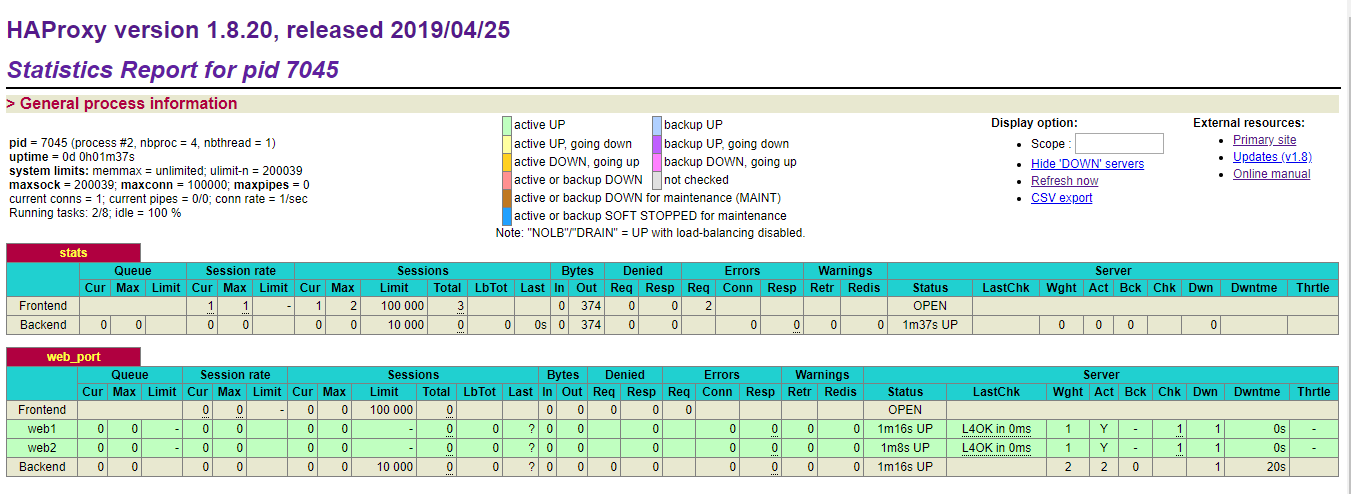 HAProxy version 1.8.20, released 2019/04/25
Statistics Report for pid 7045
> General process information
pid = 7045 (process #2, nbproc = 4, nbthread = 1)
uptime = 0d 0h01m37s
system limits: memmax = unlimited; ulimit-n = 200039
maxsock = 200039; maxconn = 100000; maxpipes = 0
current conns = 1; current pipes = 0/0; conn rate = 1/sec
Running tasks: 2/8; idle = 100 %
active UP backup UP
active UP, going down backup UP, going down
active DOWN, going up backup DOWN, going up
active or backup DOWN not checked
active or backup DOWN for maintenance (MAINT)
active or backup SOFT STOPPED for maintenance
Note: "NOLB"/"DRAIN" = UP with load-balancing disabled.
Display option:
Scope :
Hide 'DOWN' servers
Refresh now
CSV export
External resources:
Primary site
Updates (v1.8)
Online manual
stats
Queue Session rate Sessions Bytes Denied Errors Warnings Server
Cur Max Limit Cur Max Limit Cur Max Limit Total LbTot Last In Out Req Resp Req Conn Resp Retr Redis Status LastChk Wght Act Bck Chk Dwn Dwntme Thrtle
Frontend 1 1 - 1 2 100 000 3 0 374 0 0 2 OPEN
Backend 0 0 0 0 0 0 10 000 0 0 0s 0 374 0 0 0 0 0 0 1m37s UP 0 0 0 0
web_port
Queue Session rate Sessions Bytes Denied Errors Warnings Server
Cur Max Limit Cur Max Limit Cur Max Limit Total LbTot Last In Out Req Resp Req Conn Resp Retr Redis Status LastChk Wght Act Bck Chk Dwn Dwntme Thrtle
Frontend 0 0 - 0 0 100 000 0 0 0 0 0 0 OPEN
web1 0 0 - 0 0 0 0 - 0 0 ? 0 0 0 0 0 0 0 1m16s UP L4OK in 0ms 1 Y - 1 1 0s -
web2 0 0 - 0 0 0 0 - 0 0 ? 0 0 0 0 0 0 0 1m8s UP L4OK in 0ms 1 Y - 1 1 0s -
Backend 0 0 0 0 0 0 10 000 0 0 ? 0 0 0 0 0 0 0 0 1m16s UP 2 2 0 1 20s